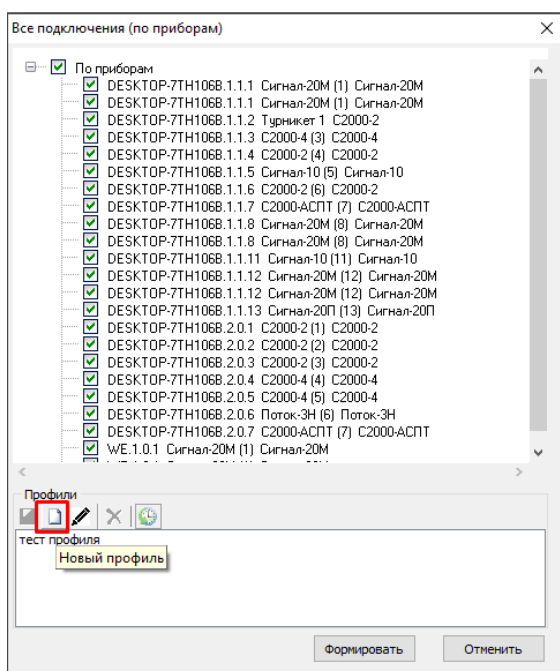 Все подключения (по приборам)
По приборам
DESKTOP-7TH106B.1.1.1 Сигнал-20М (1) Сигнал-20М
DESKTOP-7TH106B.1.1.1 Сигнал-20М (1) Сигнал-20М
DESKTOP-7TH106B.1.1.2 Турникет 1 С2000-2
DESKTOP-7TH106B.1.1.3 С2000-4 (3) С2000-4
DESKTOP-7TH106B.1.1.4 С2000-2 (4) С2000-2
DESKTOP-7TH106B.1.1.5 Сигнал-10 (5) Сигнал-10
DESKTOP-7TH106B.1.1.6 С2000-2 (6) С2000-2
DESKTOP-7TH106B.1.1.7 С2000-АСПТ (7) С2000-АСПТ
DESKTOP-7TH106B.1.1.8 Сигнал-20М (8) Сигнал-20М
DESKTOP-7TH106B.1.1.8 Сигнал-20М (8) Сигнал-20М
DESKTOP-7TH106B.1.1.11 Сигнал-10 (11) Сигнал-10
DESKTOP-7TH106B.1.1.12 Сигнал-20М (12) Сигнал-20М
DESKTOP-7TH106B.1.1.12 Сигнал-20М (12) Сигнал-20М
DESKTOP-7TH106B.1.1.13 Сигнал-20П (13) Сигнал-20П
DESKTOP-7TH106B.2.0.1 С2000-2 (1) С2000-2
DESKTOP-7TH106B.2.0.2 С2000-2 (2) С2000-2
DESKTOP-7TH106B.2.0.3 С2000-2 (3) С2000-2
DESKTOP-7TH106B.2.0.4 С2000-4 (4) С2000-4
DESKTOP-7TH106B.2.0.5 С2000-4 (5) С2000-4
DESKTOP-7TH106B.2.0.6 Поток-3Н (6) Поток-3Н
DESKTOP-7TH106B.2.0.7 С2000-АСПТ (7) С2000-АСПТ
WE.1.0.1 Сигнал-20М (1) Сигнал-20М
Профили
тест профиля
Новый профиль
Формировать
Отменить